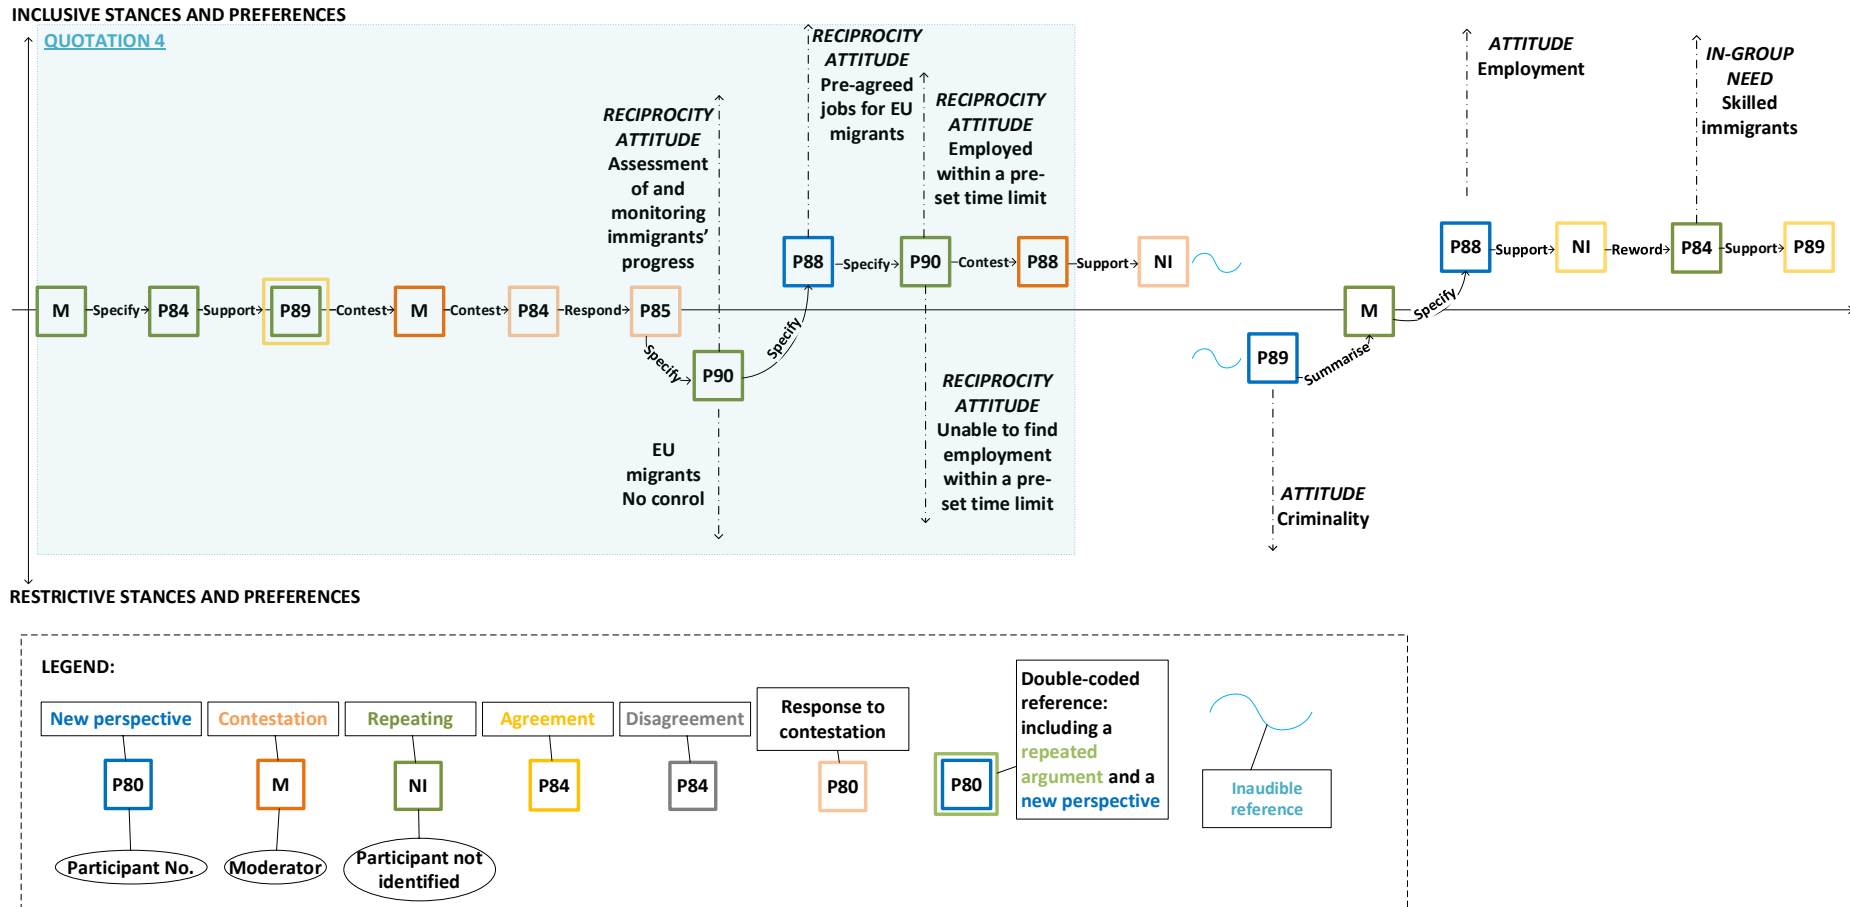 INCLUSIVE STANCES AND PREFERENCES
QUOTATION 4
RECIPROCITY
ATTITUDE
Assessment
of and
monitoring
immigrants'
progress
RECIPROCITY
ATTITUDE
Pre-agreed
jobs for EU
migrants
RECIPROCITY
ATTITUDE
Employed
within a pre-
set time limit
ATTITUDE
Employment
IN-GROUP
NEED
Skilled
immigrants
P88
Specify
P90
Contest
P88
Support
NI
P88
Support
NI
Reword
P84
Support
P89
M
Specify
P84
Support
P89
Contest
M
Contest
P84
Respond
P85
Specify
P90
Specify
P89
Summarise
M
Specify
EU
migrants
No conrol
RECIPROCITY
ATTITUDE
Unable to find
employment
within a pre-
set time limit
ATTITUDE
Criminality
RESTRICTIVE STANCES AND PREFERENCES
LEGEND:
New perspective
Contestation
Repeating
Agreement
Disagreement
Response to
contestation
Double-coded
reference:
including a
repeated
argument and a
new perspective
P80
M
NI
P84
P84
P80
P80
Inaudible
reference
Participant No.
Moderator
Participant not
identified